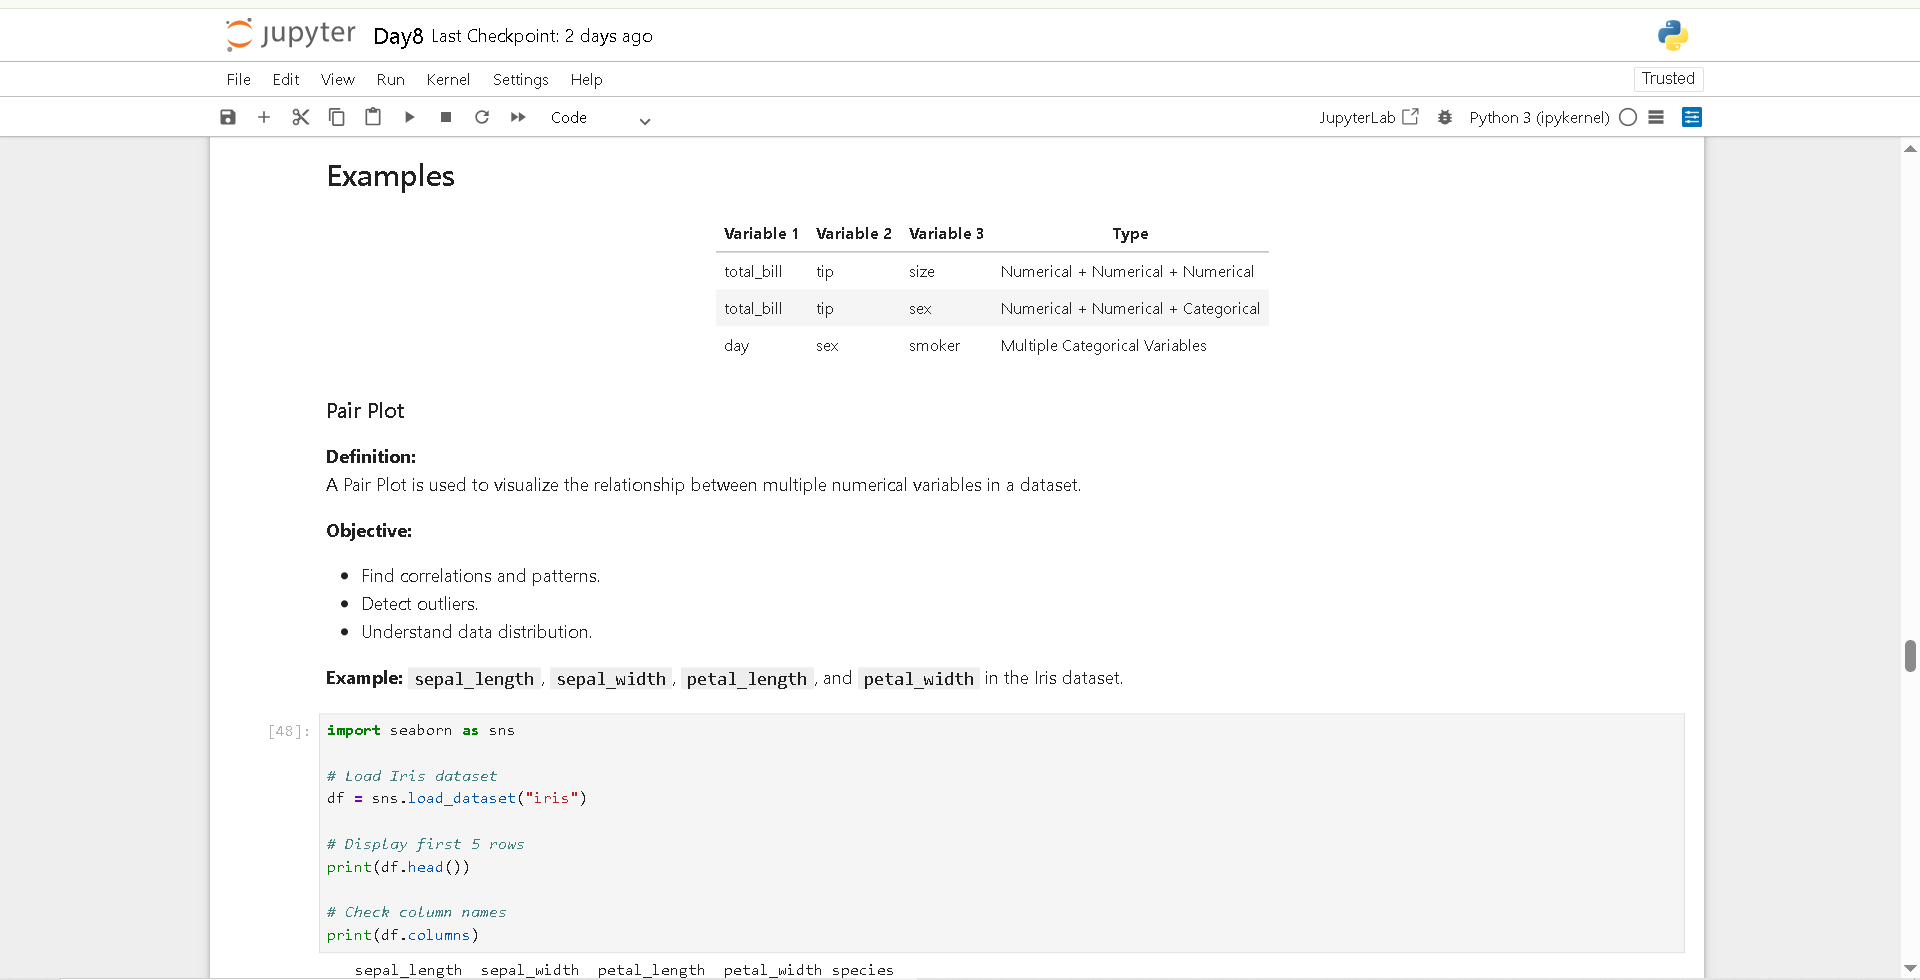 jupyter Day8 Last Checkpoint: 2 days ago
File Edit View Run Kernel Settings Help Trusted
Code JupyterLab Python 3 (ipykernel)
Examples
Variable 1 Variable 2 Variable 3 Type
total_bill tip size Numerical + Numerical + Numerical
total_bill tip sex Numerical + Numerical + Categorical
day sex smoker Multiple Categorical Variables
Pair Plot
Definition:
A Pair Plot is used to visualize the relationship between multiple numerical variables in a dataset.
Objective:
• Find correlations and patterns.
• Detect outliers.
• Understand data distribution.
Example: sepal_length, sepal_width, petal_length, and petal_width in the Iris dataset.
[48]: import seaborn as sns
# Load Iris dataset
df = sns.load_dataset("iris")
# Display first 5 rows
print(df.head())
# Check column names
print(df.columns)
sepal_length sepal_width petal_length petal_width species